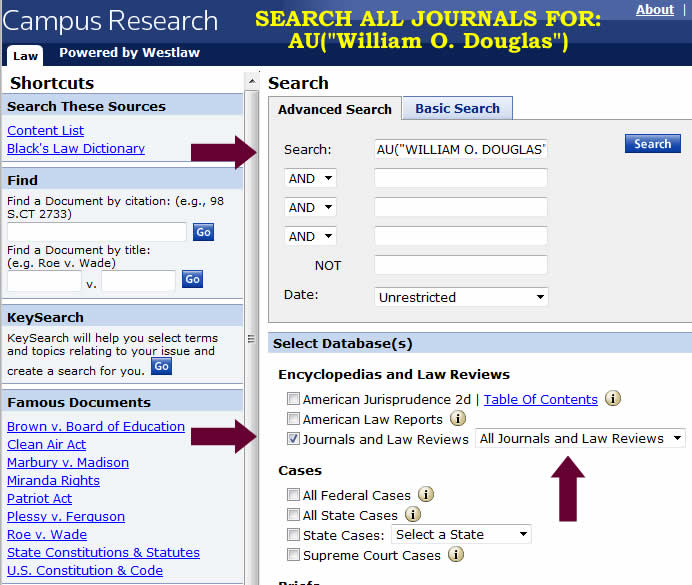 Campus Research
SEARCH ALL JOURNALS FOR:
AU("William O. Douglas")
About |
Law
Powered by Westlaw
Shortcuts
Search These Sources
Content List
Black's Law Dictionary
Find
Find a Document by citation: (e.g., 98
S.CT 2733)
Go
Find a Document by title:
(e.g. Roe v. Wade)
v.
Go
KeySearch
KeySearch will help you select terms
and topics relating to your issue and
create a search for you. Go
Famous Documents
Brown v. Board of Education
Clean Air Act
Marbury v. Madison
Miranda Rights
Patriot Act
Plessy v. Ferguson
Roe v. Wade
State Constitutions & Statutes
U.S. Constitution & Code
Search
Advanced Search
Basic Search
Search: AU("WILLIAM O. DOUGLAS" Search
AND
AND
AND
NOT
Date: Unrestricted
Select Database(s)
Encyclopedias and Law Reviews
American Jurisprudence 2d | Table Of Contents i
American Law Reports i
Journals and Law Reviews All Journals and Law Reviews
Cases
All Federal Cases i
All State Cases i
State Cases: Select a State
Supreme Court Cases i